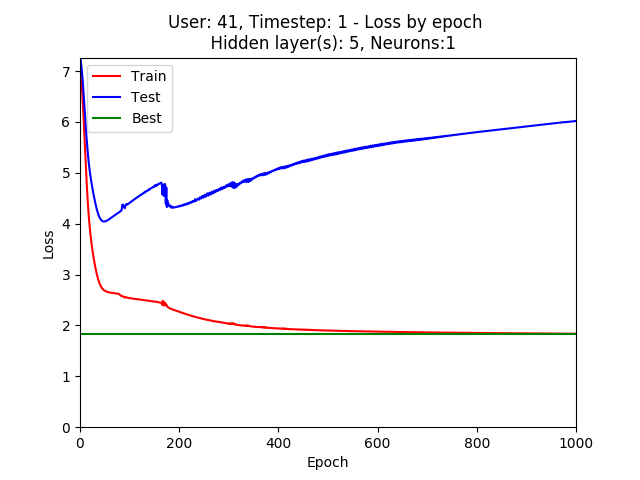 User: 41, Timestep: 1 - Loss by epoch
Hidden layer(s): 5, Neurons:1
Train
Test
Best
7
6
5
4
3
2
1
0
Loss
0
200
400
600
800
1000
Epoch